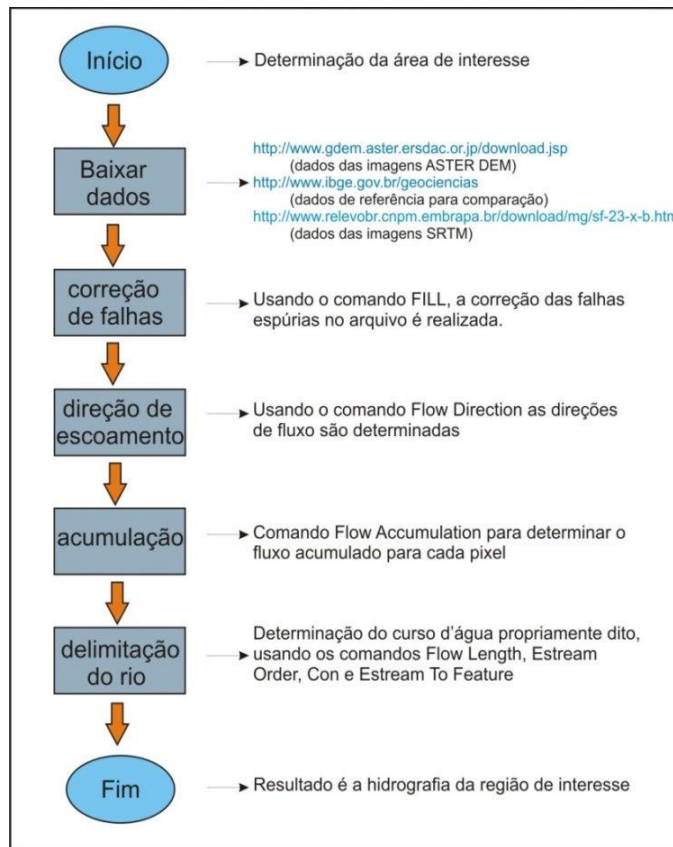 Início
Determinação da área de interesse
Baixar
dados
http://www.gdem.aster.ersdac.or.jp/download.jsp
(dados das imagens ASTER DEM)
http://www.ibge.gov.br/geociencias
(dados de referência para comparação)
http://www.relevobr.cnpm.embrapa.br/download/mg/sf-23-x-b.htm
(dados das imagens SRTM)
correção
de falhas
Usando o comando FILL, a correção das falhas
espúrias no arquivo é realizada.
direção de
escoamento
Usando o comando Flow Direction as direções
de fluxo são determinadas
acumulação
Comando Flow Accumulation para determinar o
fluxo acumulado para cada pixel
delimitação
do rio
Determinação do curso d'água propriamente dito,
usando os comandos Flow Length, Estream
Order, Con e Estream To Feature
Fim
Resultado é a hidrografia da região de interesse